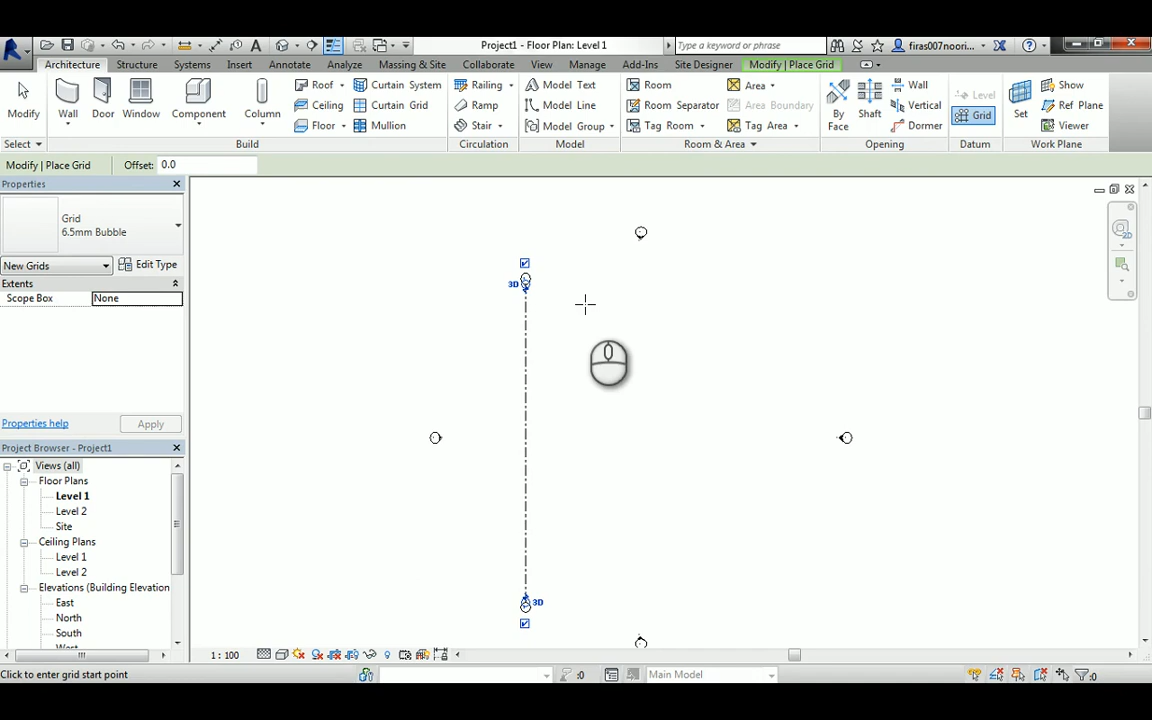 Project1 - Floor Plan: Level 1
Type a keyword or phrase
firas007noori...
Architecture Structure Systems Insert Annotate Analyze Massing & Site Collaborate View Manage Add-Ins Site Designer Modify | Place Grid
Modify
Wall
Door
Window
Component
Column
Roof
Ceiling
Floor
Curtain System
Curtain Grid
Mullion
Railing
Ramp
Stair
Model Text
Model Line
Model Group
Room
Room Separator
Tag Room
Area
Area Boundary
Tag Area
By Face
Shaft
Wall
Vertical
Dormer
Level
Grid
Set
Show
Ref Plane
Viewer
Select Build Circulation Model Room & Area Opening Datum Work Plane
Modify | Place Grid Offset: 0.0
Properties
Grid
6.5mm Bubble
New Grids Edit Type
Extents
Scope Box None
Properties help Apply
Project Browser - Project1
Views (all)
Floor Plans
Level 1
Level 2
Site
Ceiling Plans
Level 1
Level 2
Elevations (Building Elevation
East
North
South
West
3D
3D
2D
1 : 100
Click to enter grid start point
:0
Main Model
:0